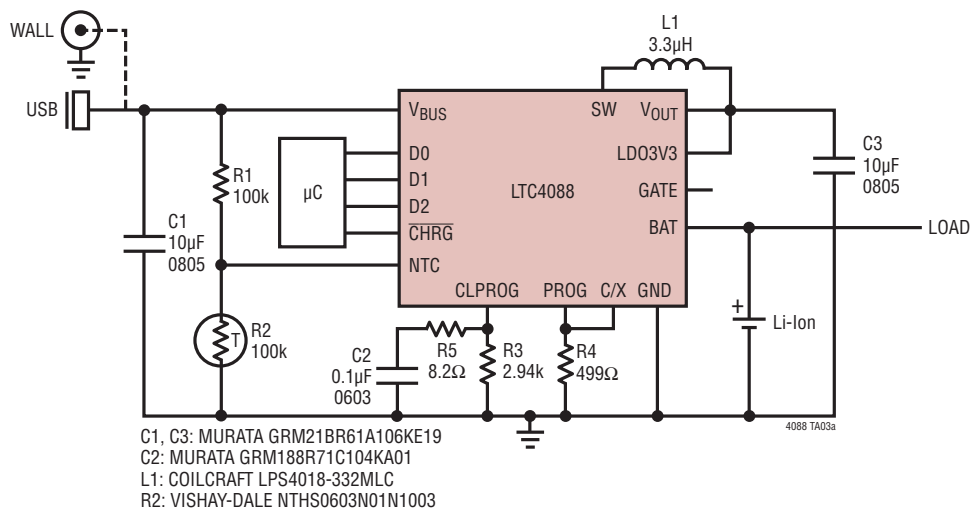 WALL
USB
L1
3.3µH
VBUS
SW
VOUT
D0
D1
D2
CHRG
NTC
µC
LTC4088
LDO3V3
GATE
BAT
CLPROG
PROG
C/X
GND
R1
100k
C1
10µF
0805
R2
100k
T
C3
10µF
0805
LOAD
+
Li-Ion
C2
0.1µF
0603
R5
8.2Ω
R3
2.94k
R4
499Ω
4088 TA03a
C1, C3: MURATA GRM21BR61A106KE19
C2: MURATA GRM188R71C104KA01
L1: COILCRAFT LPS4018-332MLC
R2: VISHAY-DALE NTHS0603N01N1003